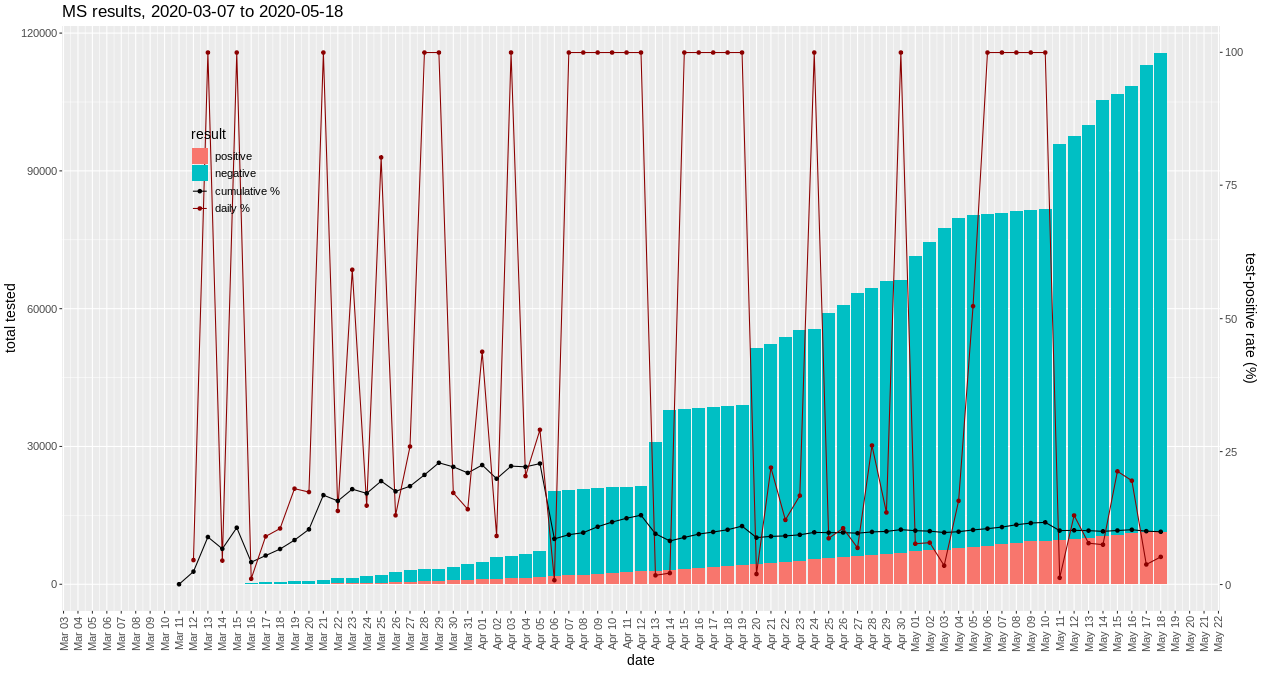 MS results, 2020-03-07 to 2020-05-18
total tested
120000
90000
60000
30000
0
result
positive
negative
cumulative %
daily %
100
75
50
25
0
test-positive rate (%)
Mar 03
Mar 04
Mar 05
Mar 06
Mar 07
Mar 08
Mar 09
Mar 10
Mar 11
Mar 12
Mar 13
Mar 14
Mar 15
Mar 16
Mar 17
Mar 18
Mar 19
Mar 20
Mar 21
Mar 22
Mar 23
Mar 24
Mar 25
Mar 26
Mar 27
Mar 28
Mar 29
Mar 30
Mar 31
Apr 01
Apr 02
Apr 03
Apr 04
Apr 05
Apr 06
Apr 07
Apr 08
Apr 09
Apr 10
Apr 11
Apr 12
Apr 13
Apr 14
Apr 15
Apr 16
Apr 17
Apr 18
Apr 19
Apr 20
Apr 21
Apr 22
Apr 23
Apr 24
Apr 25
Apr 26
Apr 27
Apr 28
Apr 29
Apr 30
May 01
May 02
May 03
May 04
May 05
May 06
May 07
May 08
May 09
May 10
May 11
May 12
May 13
May 14
May 15
May 16
May 17
May 18
May 19
May 20
May 21
May 22
date